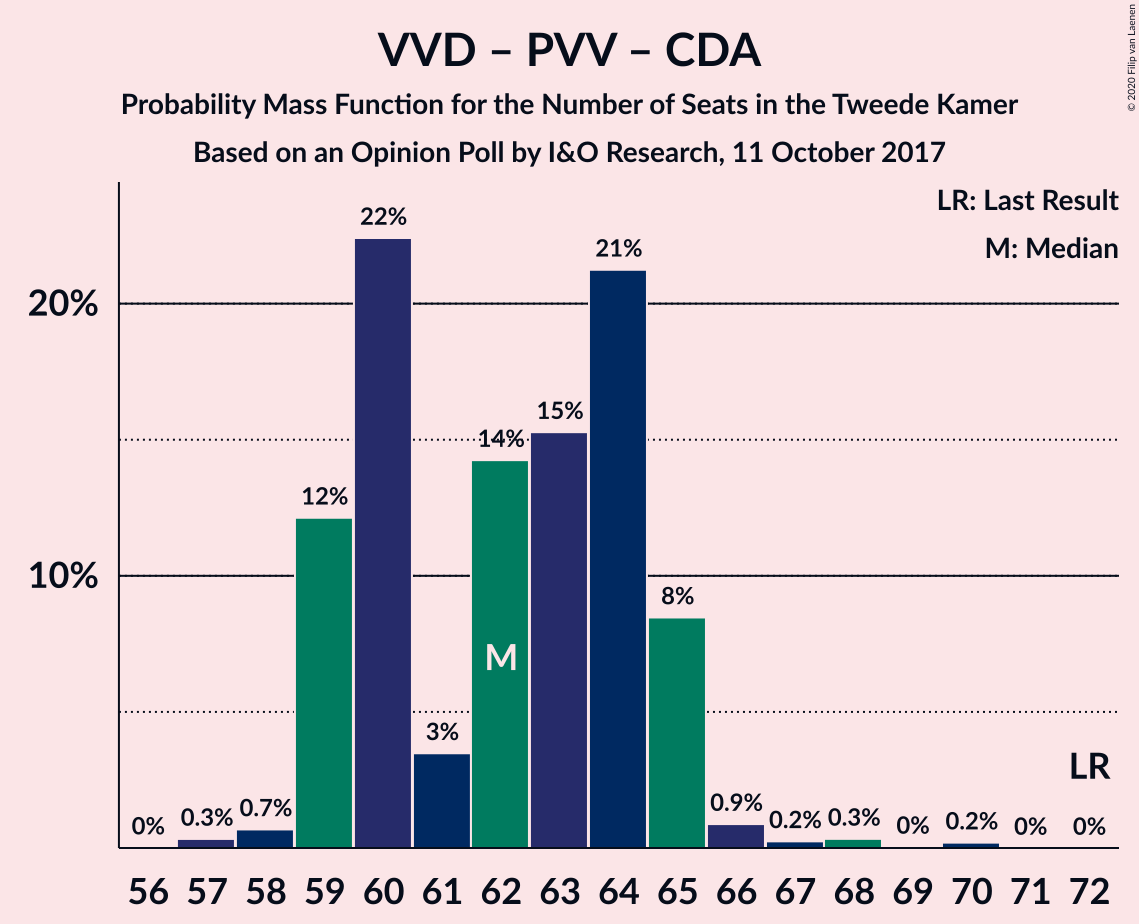 VVD – PVV – CDA
Probability Mass Function for the Number of Seats in the Tweede Kamer
Based on an Opinion Poll by I&O Research, 11 October 2017
© 2020 Filip van Laenen
LR: Last Result
M: Median
20%
10%
0%
0.3%
0.7%
12%
22%
3%
14%
15%
21%
8%
0.9%
0.2%
0.3%
0%
0.2%
0%
0%
M
LR
56 57 58 59 60 61 62 63 64 65 66 67 68 69 70 71 72